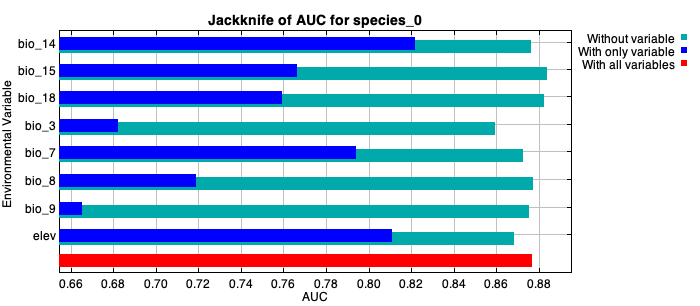 Jackknife of AUC for species_0
Without variable
With only variable
With all variables
Environmental Variable
bio_14
bio_15
bio_18
bio_3
bio_7
bio_8
bio_9
elev
0.66 0.68 0.70 0.72 0.74 0.76 0.78 0.80 0.82 0.84 0.86 0.88
AUC